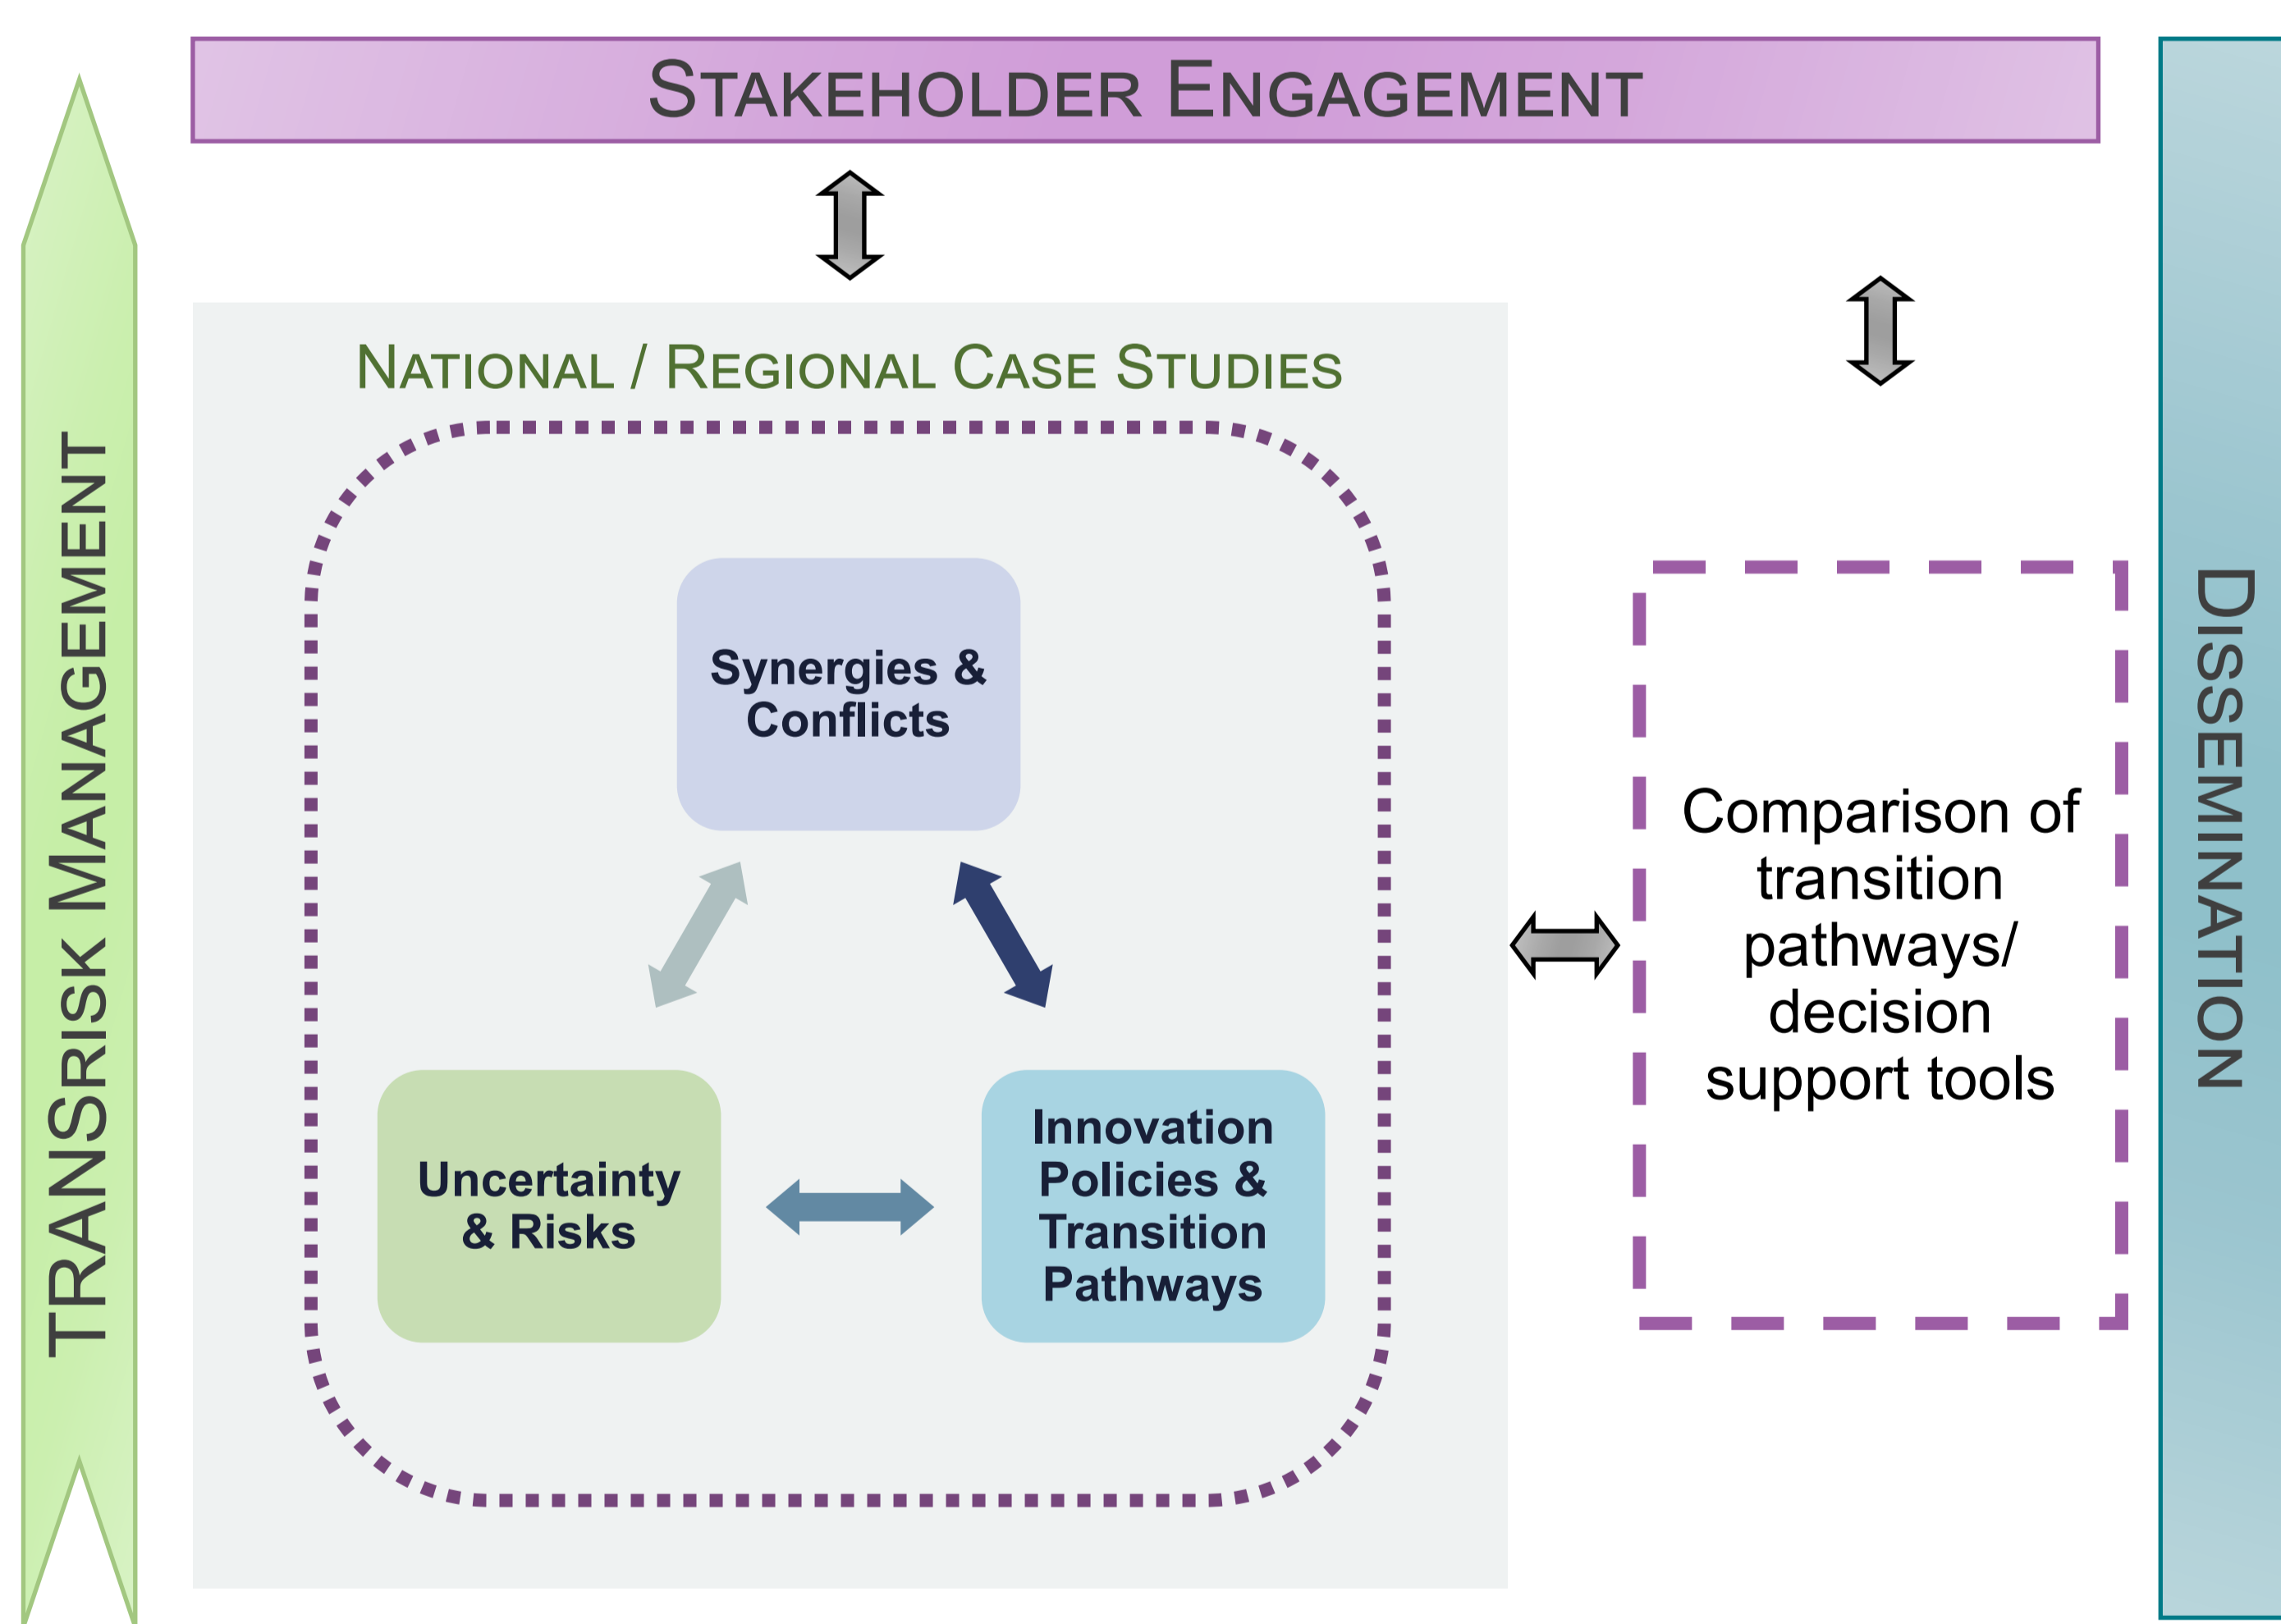 STAKEHOLDER ENGAGEMENT
TRANSRISK MANAGEMENT
NATIONAL / REGIONAL CASE STUDIES
Synergies &
Conflicts
Uncertainty
& Risks
Innovation
Policies &
Transition
Pathways
Comparison of
transition
pathways/
decision
support tools
DISSEMINATION